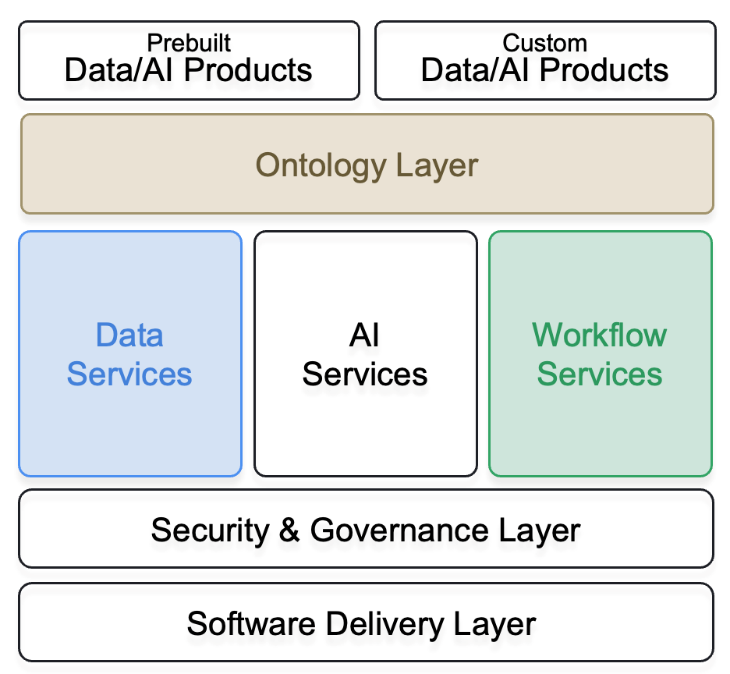 Prebuilt
Data/AI Products
Custom
Data/AI Products
Ontology Layer
Data
Services
AI
Services
Workflow
Services
Security & Governance Layer
Software Delivery Layer